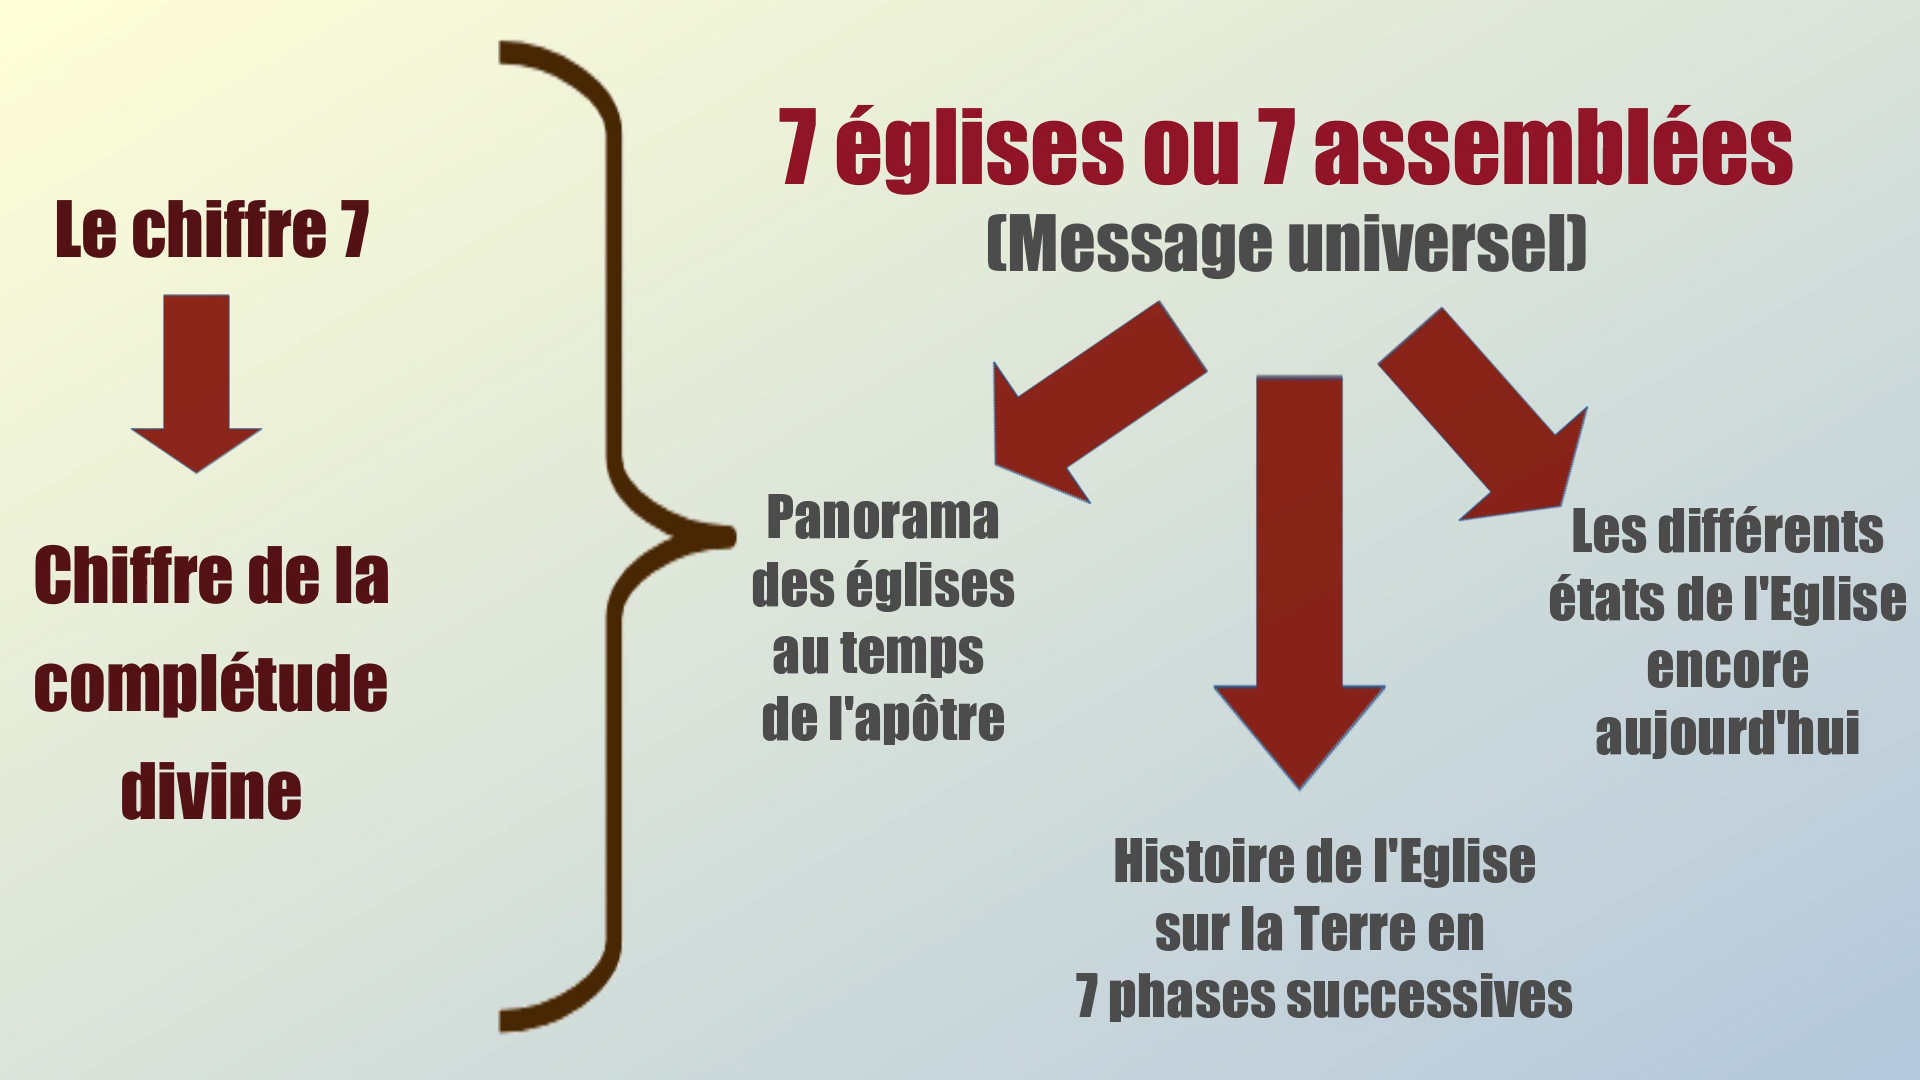 Le chiffre 7
Chiffre de la
complétude
divine
7 églises ou 7 assemblées
(Message universel)
Panorama
des églises
au temps
de l'apôtre
Histoire de l'Eglise
sur la Terre en
7 phases successives
Les différents
états de l'Eglise
encore
aujourd'hui